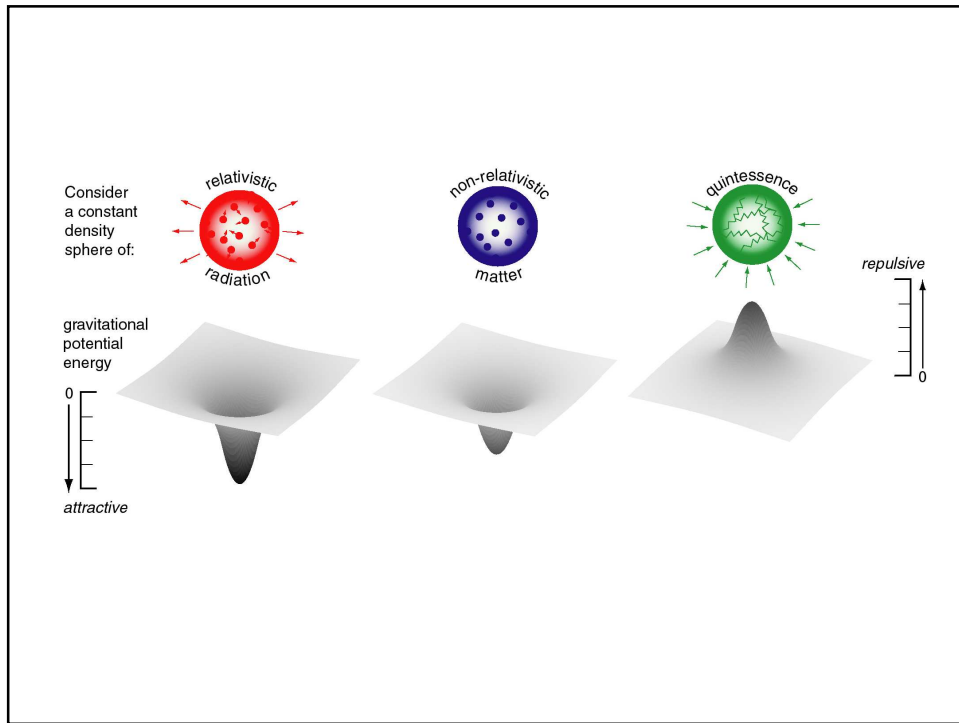 Consider
a constant
density
sphere of:
relativistic
radiation
non-relativistic
matter
quintessence
repulsive
0
gravitational
potential
energy
0
attractive